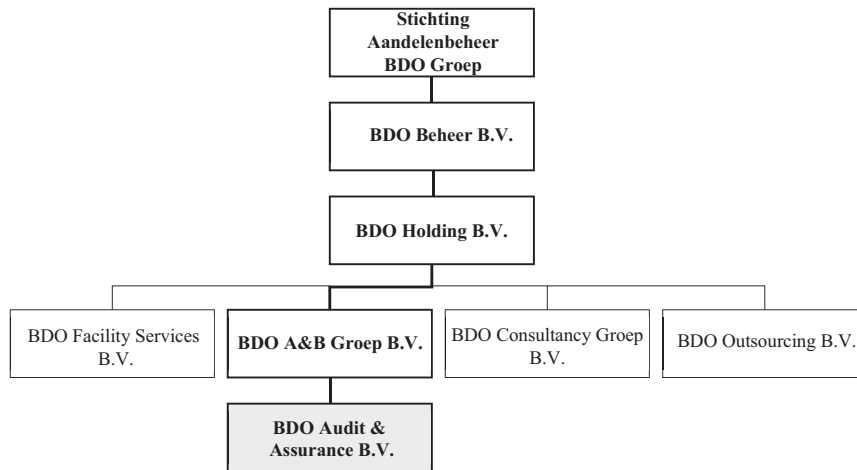 Stichting
Aandelenbeheer
BDO Groep
BDO Beheer B.V.
BDO Holding B.V.
BDO Facility Services
B.V.
BDO A&B Groep B.V.
BDO Consultancy Groep
B.V.
BDO Outsourcing B.V.
BDO Audit &
Assurance B.V.